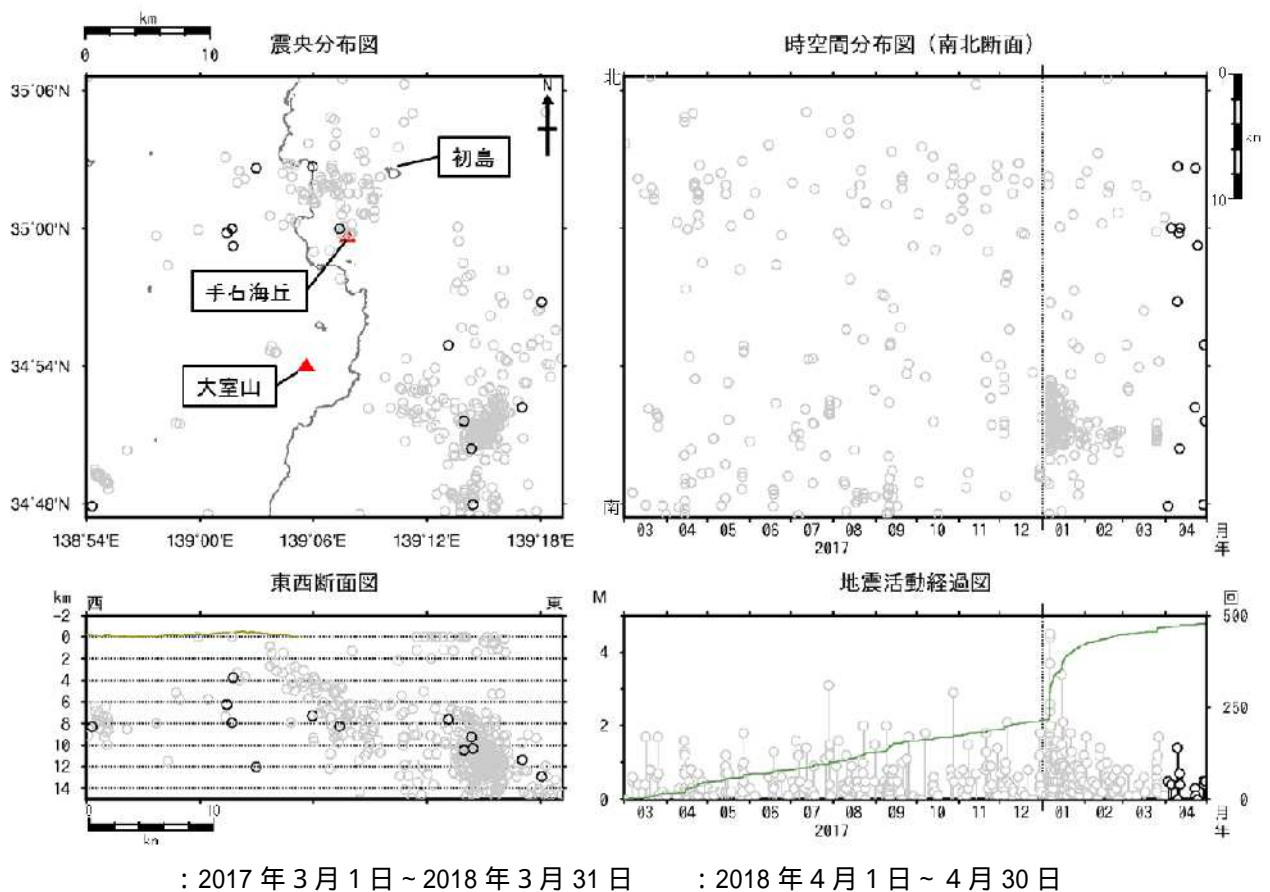 km
0 10
震央分布図
時空間分布図（南北断面）
35°06'N
35°00'N
34°54'N
34°48'N
138°54'E 139°00'E 139°06'E 139°12'E 139°18'E
N
初島
手石海丘
大室山
北
南
0
km
10
03 04 05 06 07 08 09 10 11 12 01 02 03 04 月
2017 年
東西断面図
km
西 東
-2
0
2
4
6
8
10
12
14
0 10
km
地震活動経過図
M 回
4
2
0
500
250
0
03 04 05 06 07 08 09 10 11 12 01 02 03 04 月
2017 年
: 2017 年 3 月 1 日 ~ 2018 年 3 月 31 日 : 2018 年 4 月 1 日 ~ 4 月 30 日